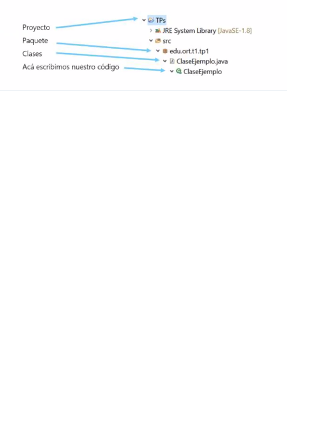 Proyecto
Paquete
Clases
Acá escribimos nuestro código
TPs
JRE System Library [JavaSE-1.8]
src
edu.ort.t1.tp1
ClaseEjemplo.java
ClaseEjemplo